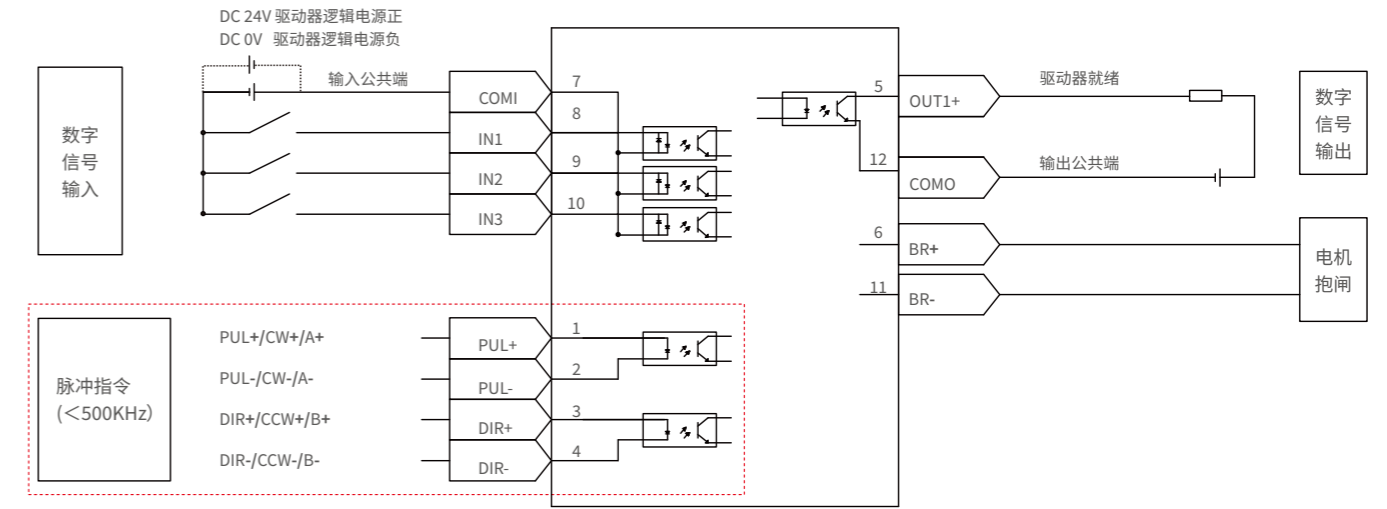 DC 24V 驱动器逻辑电源正
DC 0V 驱动器逻辑电源负
数字
信号
输入
输入公共端
COMI
7
8
IN1
9
IN2
10
IN3
5
OUT1+
驱动器就绪
12
COMO
输出公共端
数字
信号
输出
6
BR+
11
BR-
电机
抱闸
脉冲指令
(＜500KHz)
PUL+/CW+/A+
PUL+
1
PUL-/CW-/A-
PUL-
2
DIR+/CCW+/B+
DIR+
3
DIR-/CCW-/B-
DIR-
4